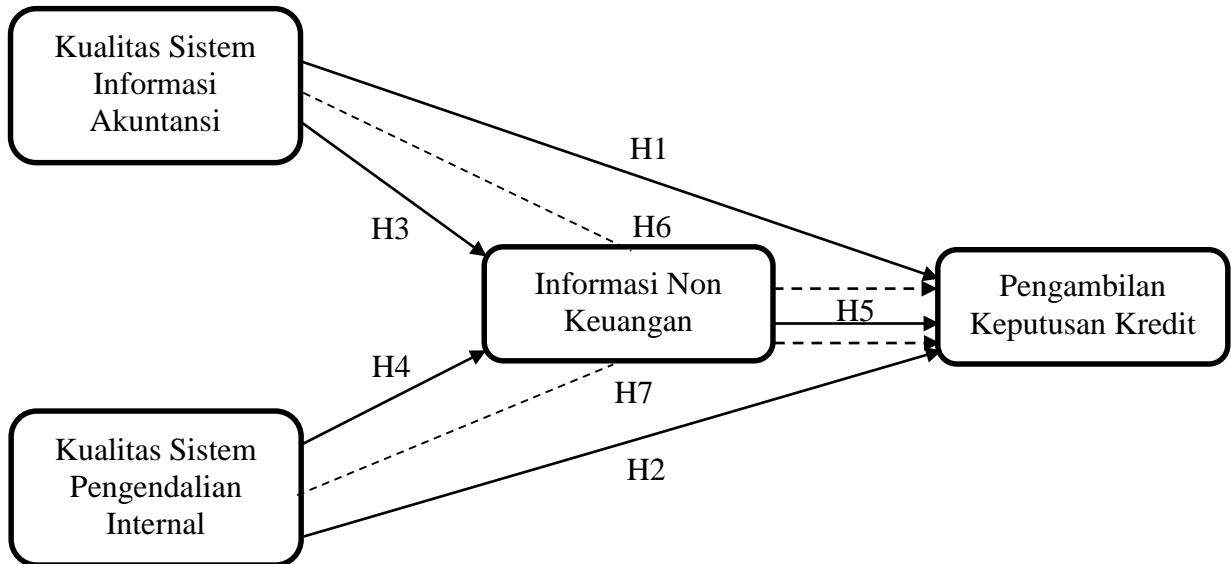 Kualitas Sistem
Informasi
Akuntansi
H1
H3
H6
Informasi Non
Keuangan
H5
Pengambilan
Keputusan Kredit
H4
H7
Kualitas Sistem
Pengendalian
Internal
H2